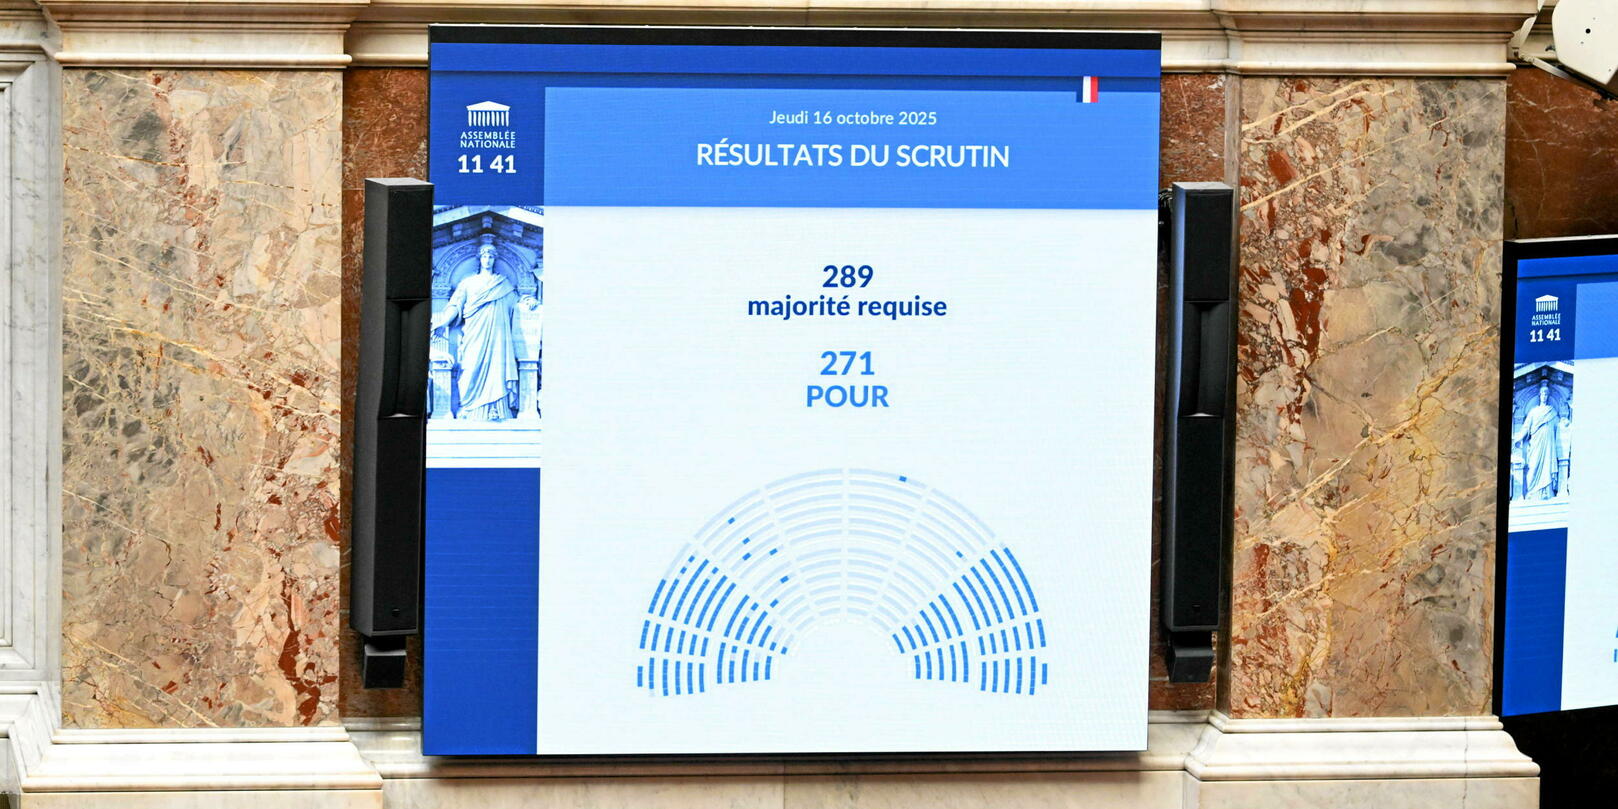 ASSEMBLÉE
NATIONALE
11 41
Jeudi 16 octobre 2025
RÉSULTATS DU SCRUTIN
289
majorité requise
271
POUR
ASSEMBLÉE
NATIONALE
11 41